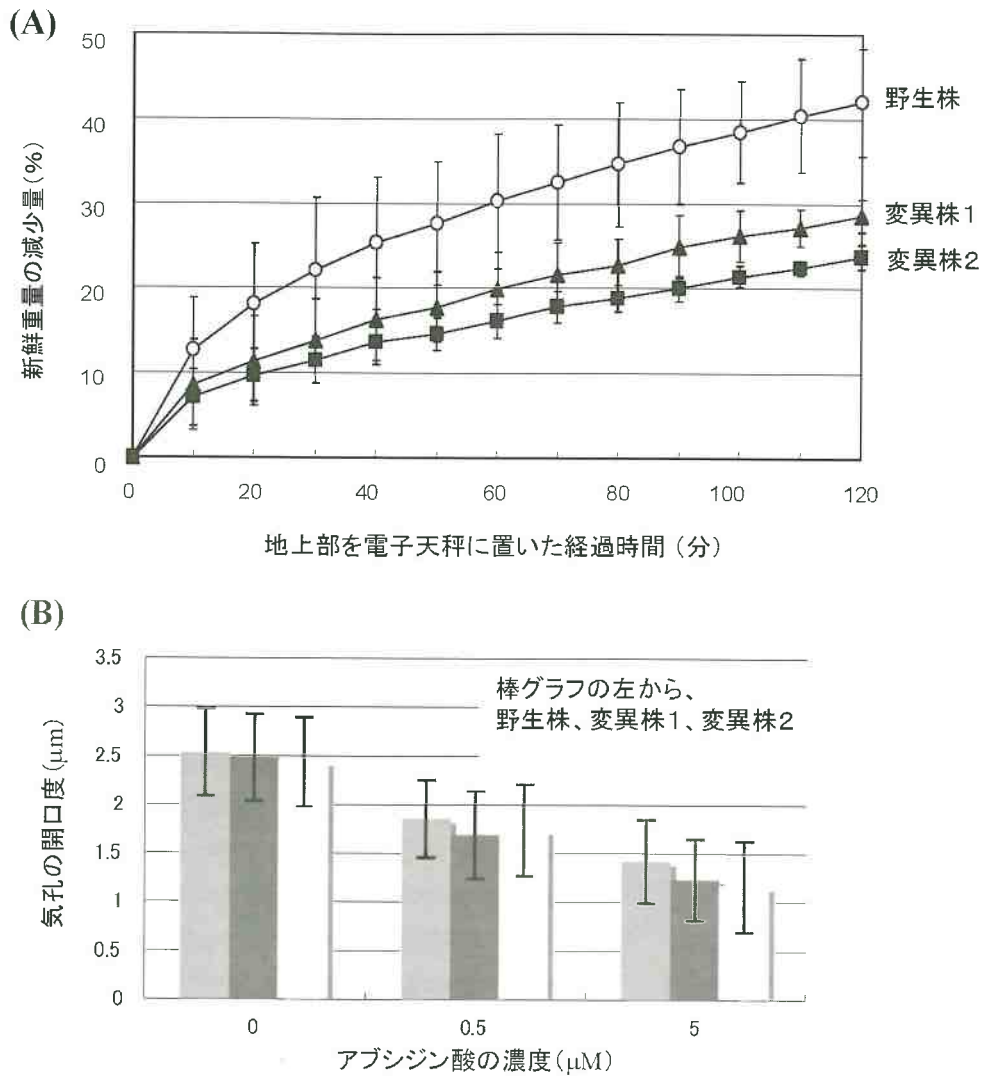 (A)
新鮮重量の減少量(%)
50
40
30
20
10
0
0 20 40 60 80 100 120
野生株
変異株1
変異株2
地上部を電子天秤に置いた経過時間(分)
(B)
気孔の開口度(μm)
3.5
3
2.5
2
1.5
1
0.5
0
棒グラフの左から、
野生株、変異株1、変異株2
0 0.5 5
アブシジン酸の濃度(μM)